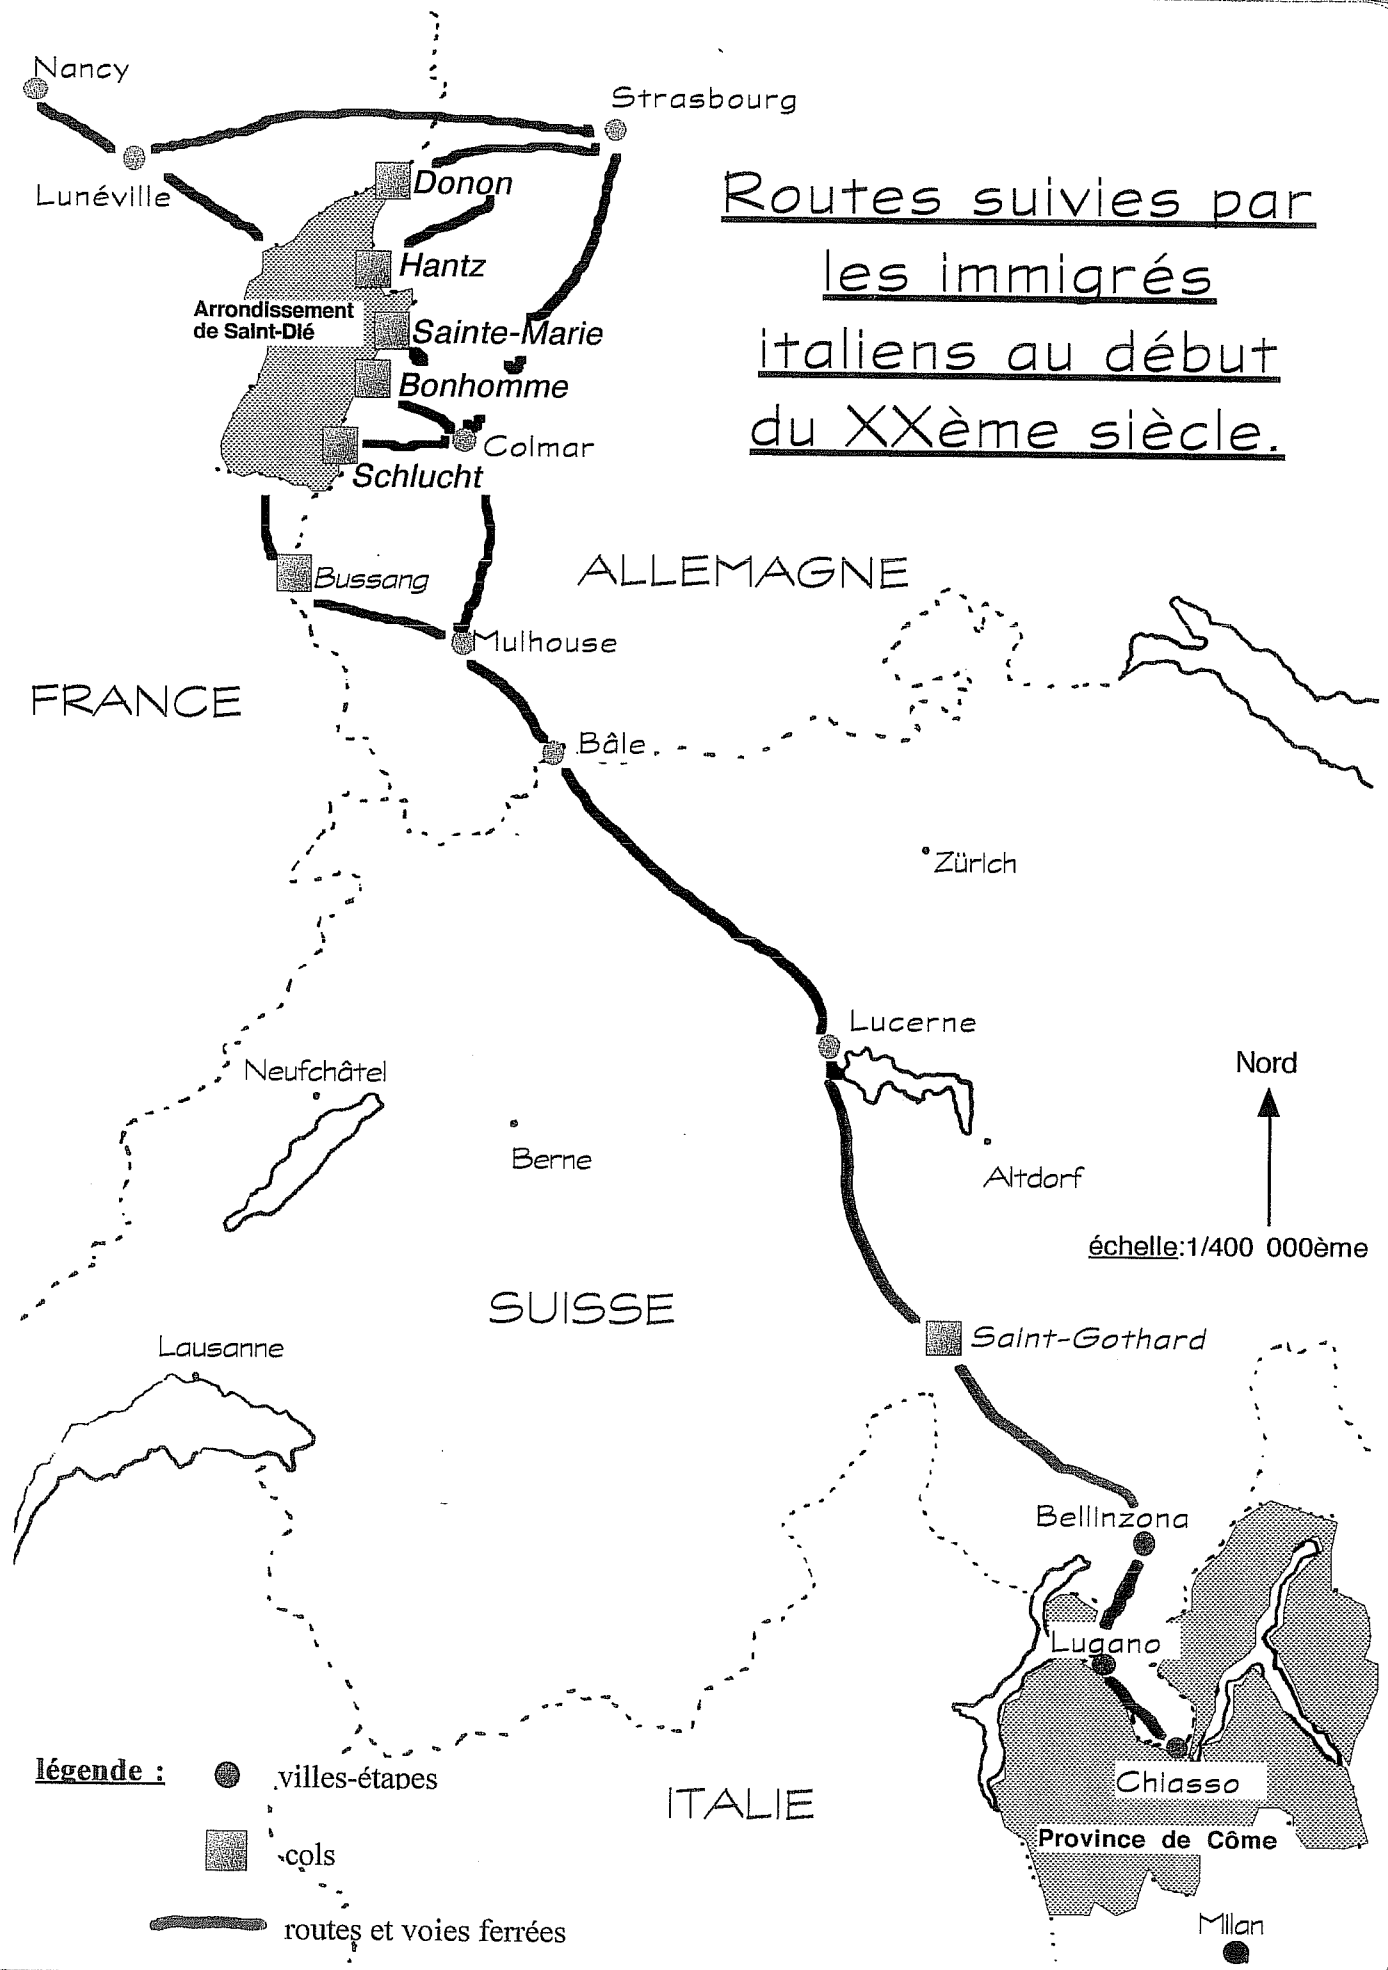 Nancy
Strasbourg
Lunéville
Donon
Routes suivies par
les immigrés
italiens au début
du XXème siècle.
Hantz
Arrondissement
de Saint-Dié
Sainte-Marie
Bonhomme
Colmar
Schlucht
ALLEMAGNE
Bussang
Mulhouse
FRANCE
Bâle
Zürich
Lucerne
Neufchâtel
Nord
Berne
Altdorf
échelle:1/400 000ème
SUISSE
Saint-Gothard
Lausanne
Bellinzona
Lugano
légende :
villes-étapes
Chiasso
ITALIE
Province de Côme
cols
Milan
routes et voies ferrées